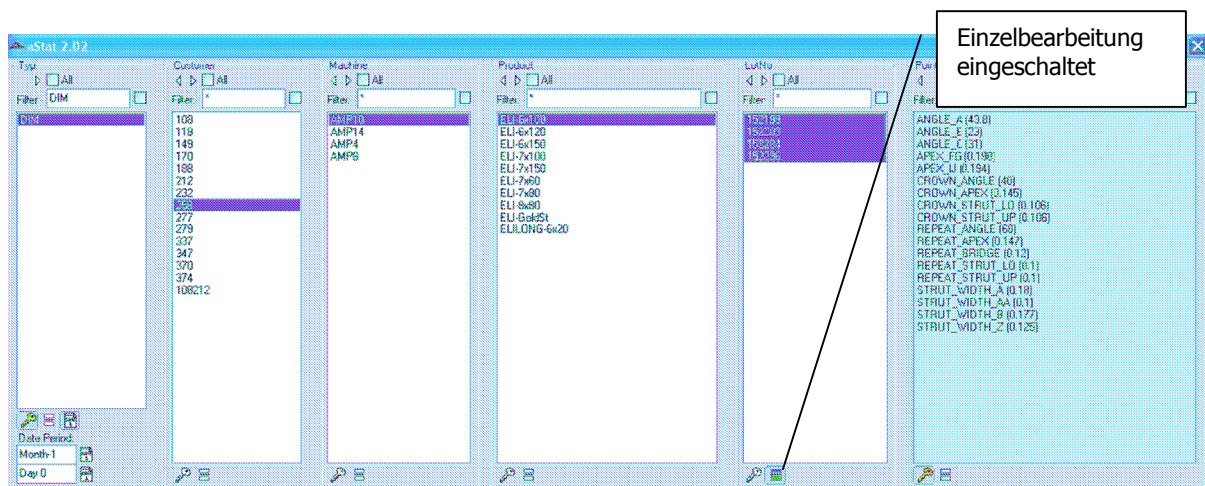 Einzelbearbeitung
eingeschaltet
aStat 2.02
Typ
All
Filter: DIM
DIM
Date Period:
Month-1
Day 0
Customer
All
Filter: *
108
119
149
170
188
212
232
277
279
337
347
370
374
108212
Machine
All
Filter: *
AMP10
AMP14
AMP4
AMP9
Product
All
Filter: *
ELI-6x100
ELI-6x120
ELI-6x150
ELI-7x100
ELI-7x150
ELI-7x60
ELI-7x80
ELI-8x80
ELI-GoldSt
ELILONG-6x20
LotNo
All
Filter: *
ANGLE_A (43.8)
ANGLE_E (23)
ANGLE_C (31)
APEX_FG (0.198)
APEX_IJ (0.194)
CROWN_ANGLE (40)
CROWN_APEX (0.145)
CROWN_STRUT_LO (0.106)
CROWN_STRUT_UP (0.106)
REPEAT_ANGLE (68)
REPEAT_APEX (0.147)
REPEAT_BRIDGE (0.12)
REPEAT_STRUT_LO (0.1)
REPEAT_STRUT_UP (0.1)
STRUT_WIDTH_A (0.18)
STRUT_WIDTH_AA (0.1)
STRUT_WIDTH_B (0.177)
STRUT_WIDTH_Z (0.125)